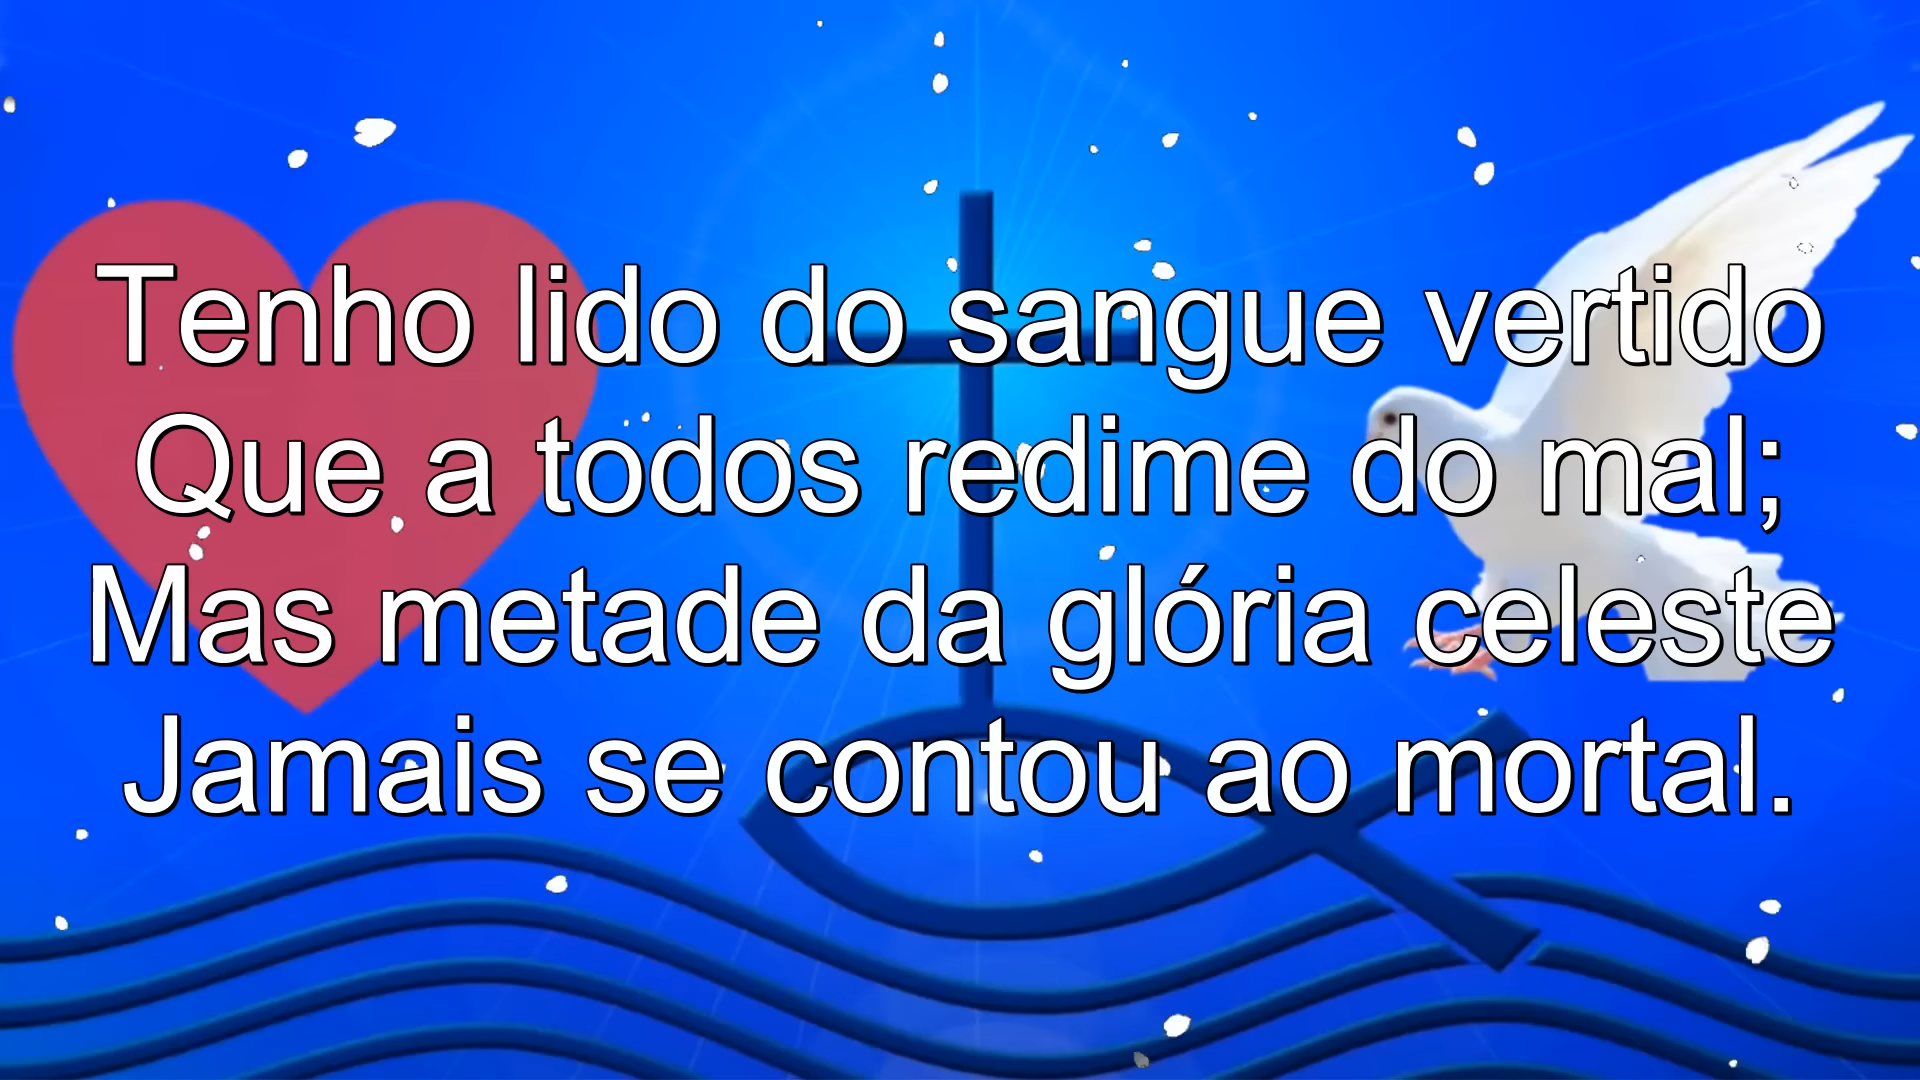 Tenho lido do sangue vertido
Que a todos redime do mal;
Mas metade da glória celeste
Jamais se contou ao mortal.